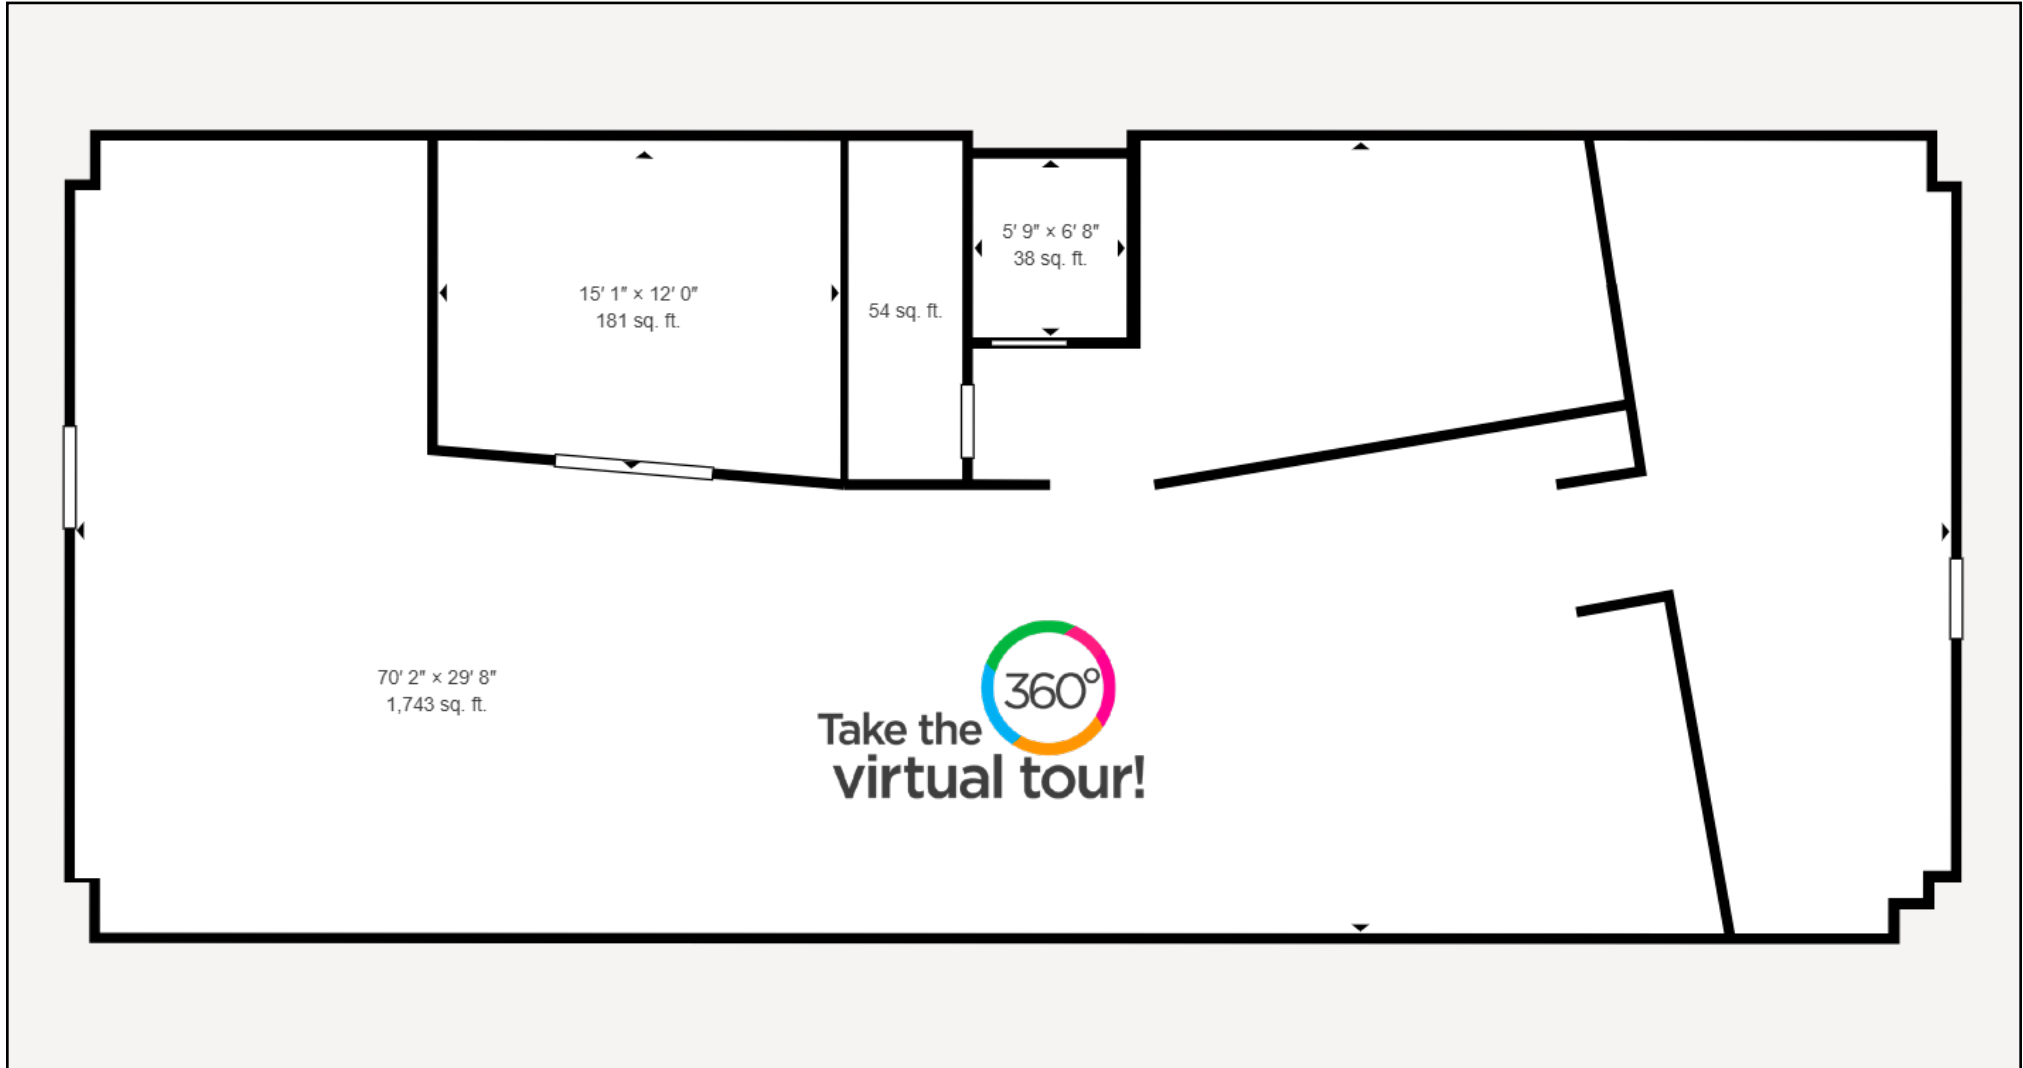 5' 9" × 6' 8"
38 sq. ft.
15' 1" × 12' 0"
181 sq. ft.
54 sq. ft.
70' 2" × 29' 8"
1,743 sq. ft.
360°
Take the
virtual tour!